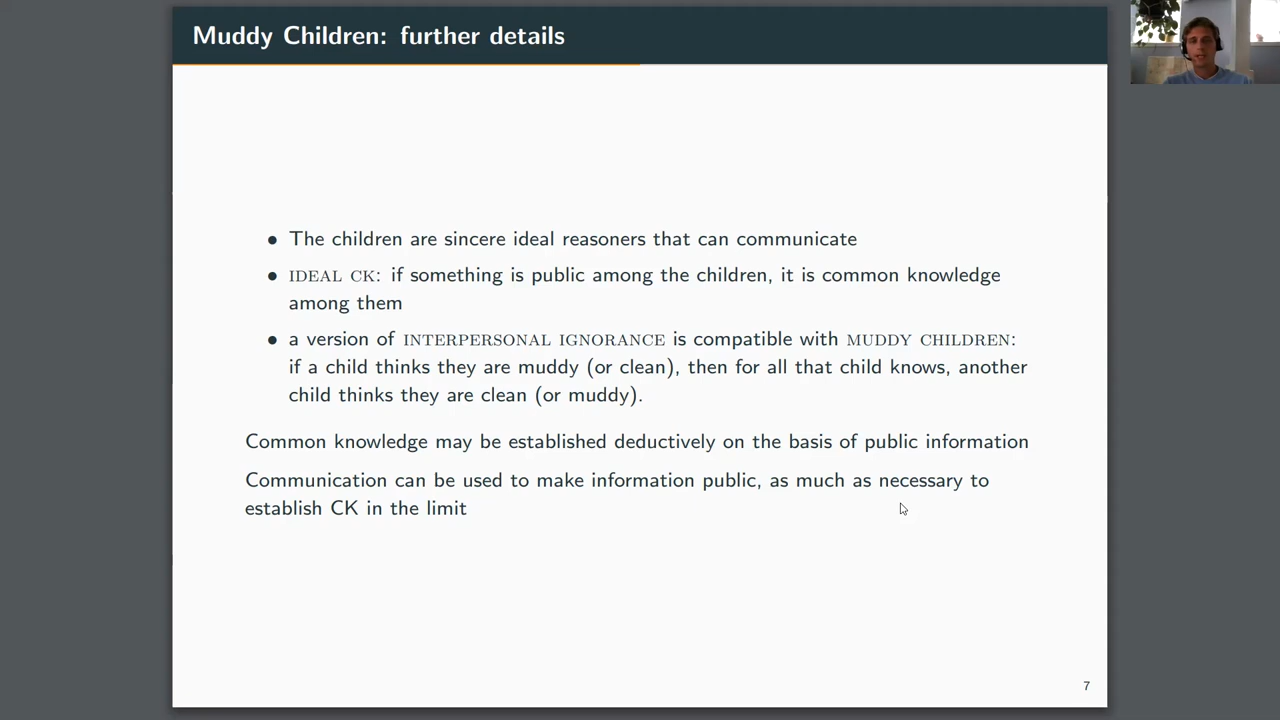 Muddy Children: further details
• The children are sincere ideal reasoners that can communicate
• IDEAL CK: if something is public among the children, it is common knowledge
among them
• a version of INTERPERSONAL IGNORANCE is compatible with MUDDY CHILDREN:
if a child thinks they are muddy (or clean), then for all that child knows, another
child thinks they are clean (or muddy).
Common knowledge may be established deductively on the basis of public information
Communication can be used to make information public, as much as necessary to
establish CK in the limit
7